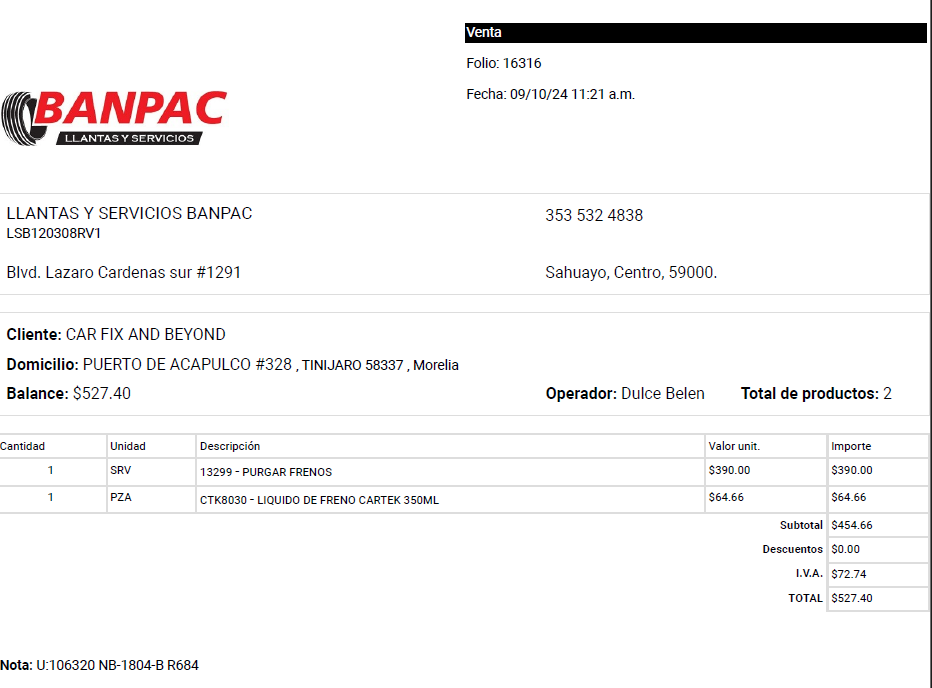 Venta
Folio: 16316
Fecha: 09/10/24 11:21 a.m.
BANPAC
LLANTAS Y SERVICIOS
LLANTAS Y SERVICIOS BANPAC
353 532 4838
LSB120308RV1
Blvd. Lazaro Cardenas sur #1291
Sahuayo, Centro, 59000.
Cliente: CAR FIX AND BEYOND
Domicilio: PUERTO DE ACAPULCO #328 , TINIJARO 58337 , Morelia
Balance: $527.40 Operador: Dulce Belen Total de productos: 2
Cantidad Unidad Descripción Valor unit. Importe
1 SRV 13299 - PURGAR FRENOS $390.00 $390.00
1 PZA CTK8030 - LIQUIDO DE FRENO CARTEK 350ML $64.66 $64.66
Subtotal $454.66
Descuentos $0.00
I.V.A. $72.74
TOTAL $527.40
Nota: U:106320 NB-1804-B R684